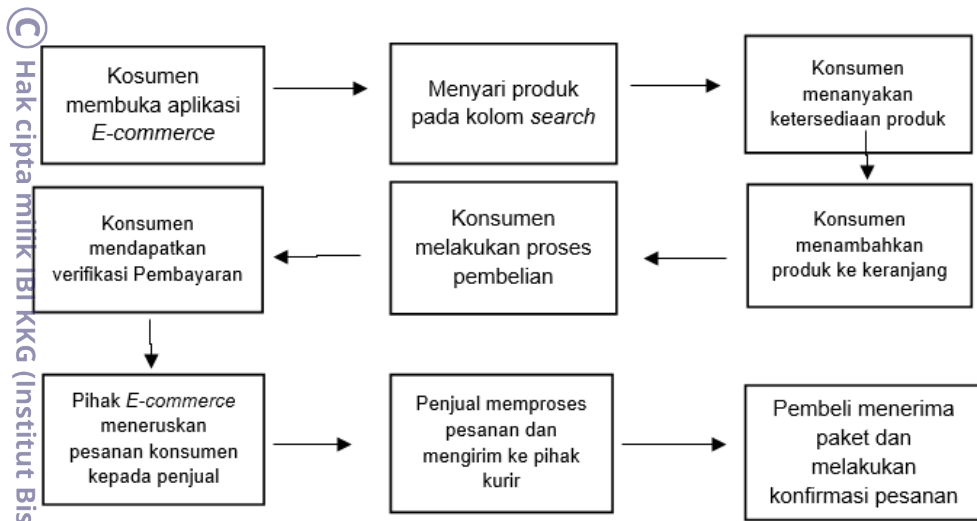 Kosumen
membuka aplikasi
E-commerce
Menyari produk
pada kolom search
Konsumen
menanyakan
ketersediaan produk
Konsumen
menambahkan
produk ke keranjang
Konsumen
melakukan proses
pembelian
Konsumen
mendapatkan
verifikasi Pembayaran
Pihak E-commerce
meneruskan
pesanan konsumen
kepada penjual
Penjual memproses
pesanan dan
mengirim ke pihak
kurir
Pembeli menerima
paket dan
melakukan
konfirmasi pesanan
© Hak cipta milik IBI KKG (Institut Bis